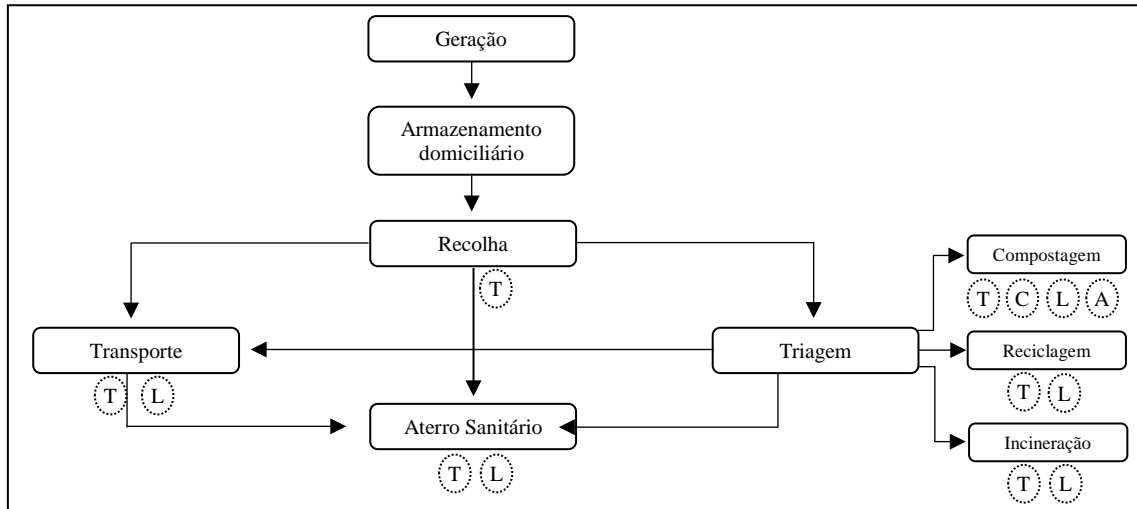 Geração
Armazenamento
domiciliário
Recolha
T
Compostagem
T C L A
Transporte
T L
Triagem
Reciclagem
T L
Aterro Sanitário
T L
Incineração
T L